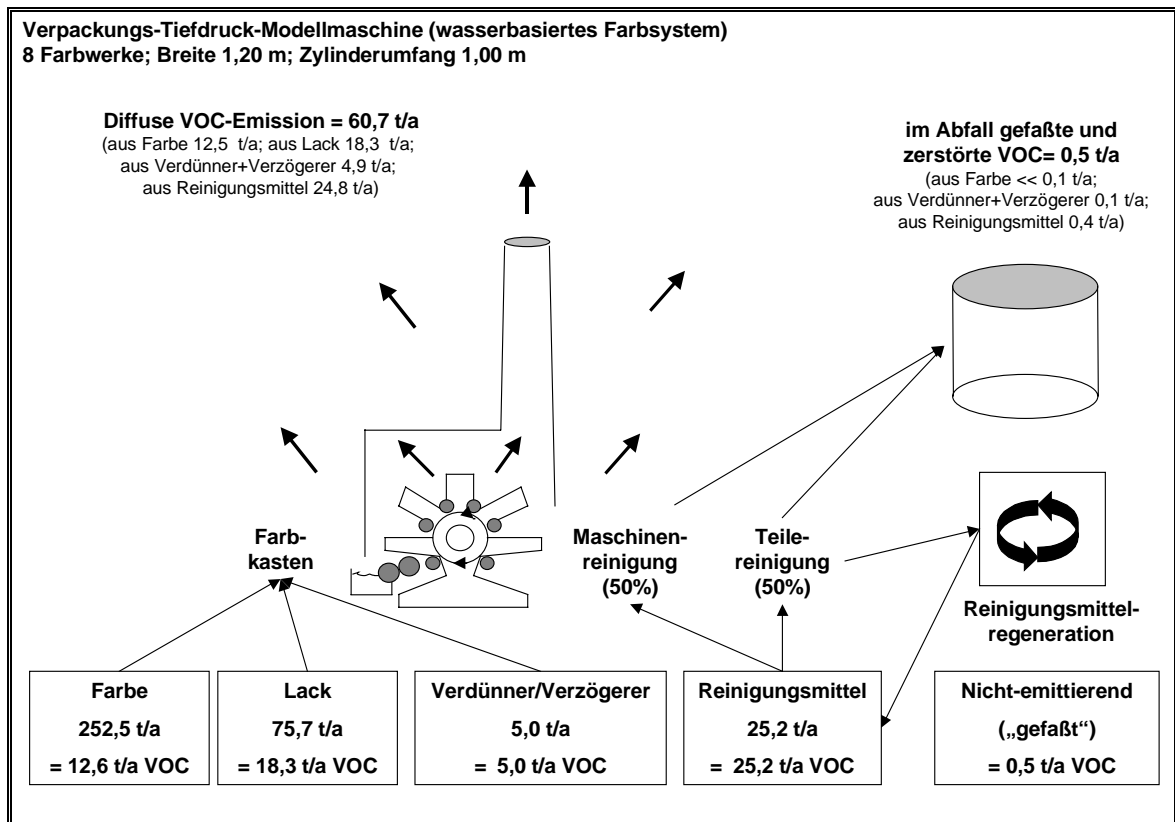 Verpackungs-Tiefdruck-Modellmaschine (wasserbasiertes Farbsystem)
8 Farbwerke; Breite 1,20 m; Zylinderumfang 1,00 m
Diffuse VOC-Emission = 60,7 t/a
(aus Farbe 12,5 t/a; aus Lack 18,3 t/a;
aus Verdünner+Verzögerer 4,9 t/a;
aus Reinigungsmittel 24,8 t/a)
im Abfall gefaßte und
zerstörte VOC= 0,5 t/a
(aus Farbe << 0,1 t/a;
aus Verdünner+Verzögerer 0,1 t/a;
aus Reinigungsmittel 0,4 t/a)
Farb-
kasten
Maschinen-
reinigung
(50%)
Teile-
reinigung
(50%)
Reinigungsmittel-
regeneration
Farbe
252,5 t/a
= 12,6 t/a VOC
Lack
75,7 t/a
= 18,3 t/a VOC
Verdünner/Verzögerer
5,0 t/a
= 5,0 t/a VOC
Reinigungsmittel
25,2 t/a
= 25,2 t/a VOC
Nicht-emittierend
(„gefaßt“)
= 0,5 t/a VOC